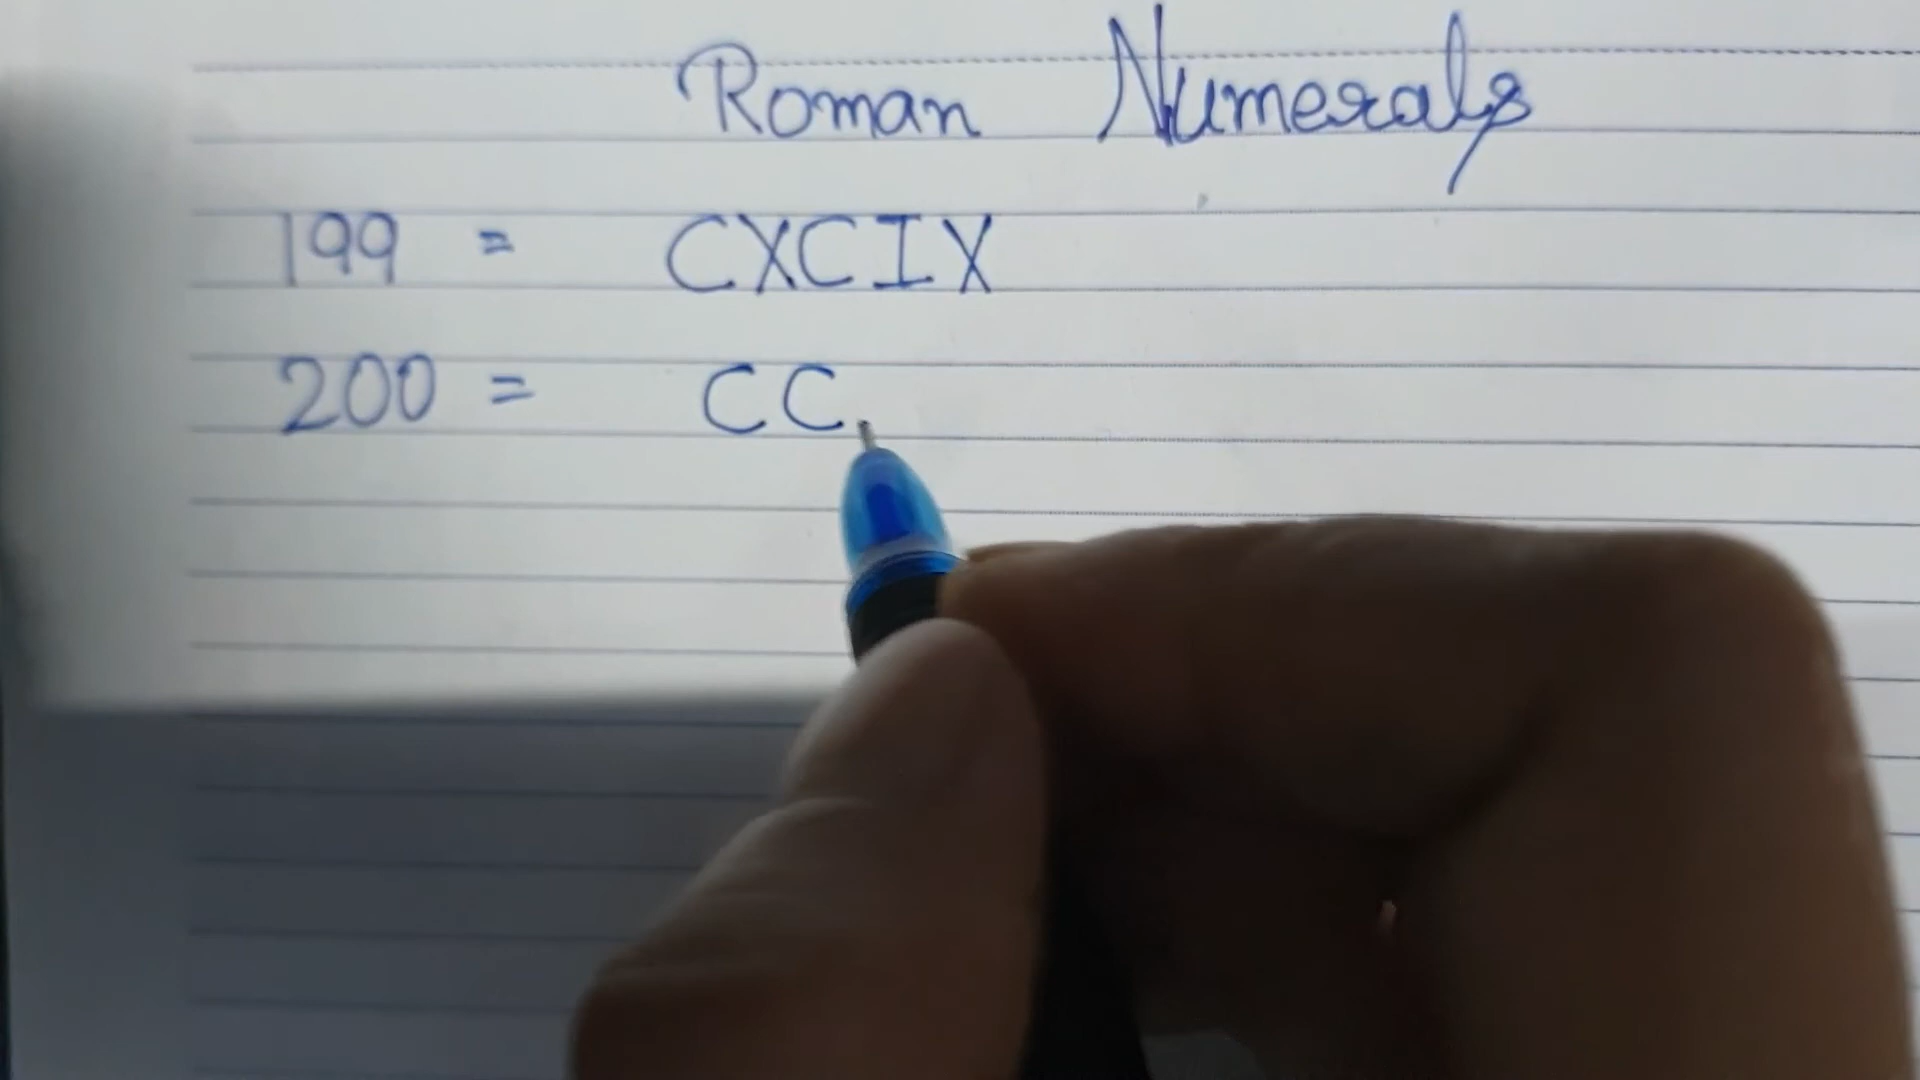 Roman Numerals
199 = CXCIX
200 = CC